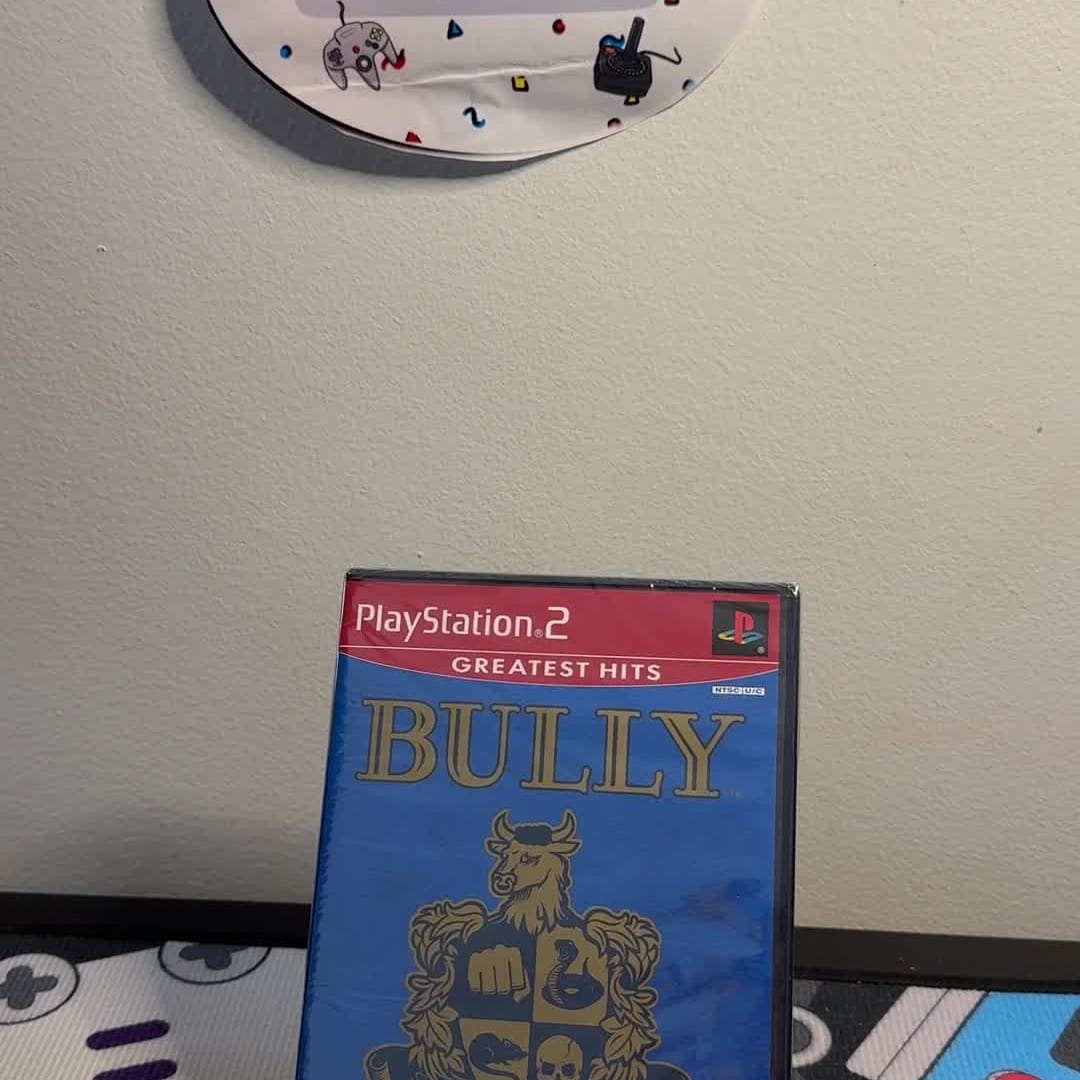 PlayStation®2
GREATEST HITS
NTSC U/C
BULLY